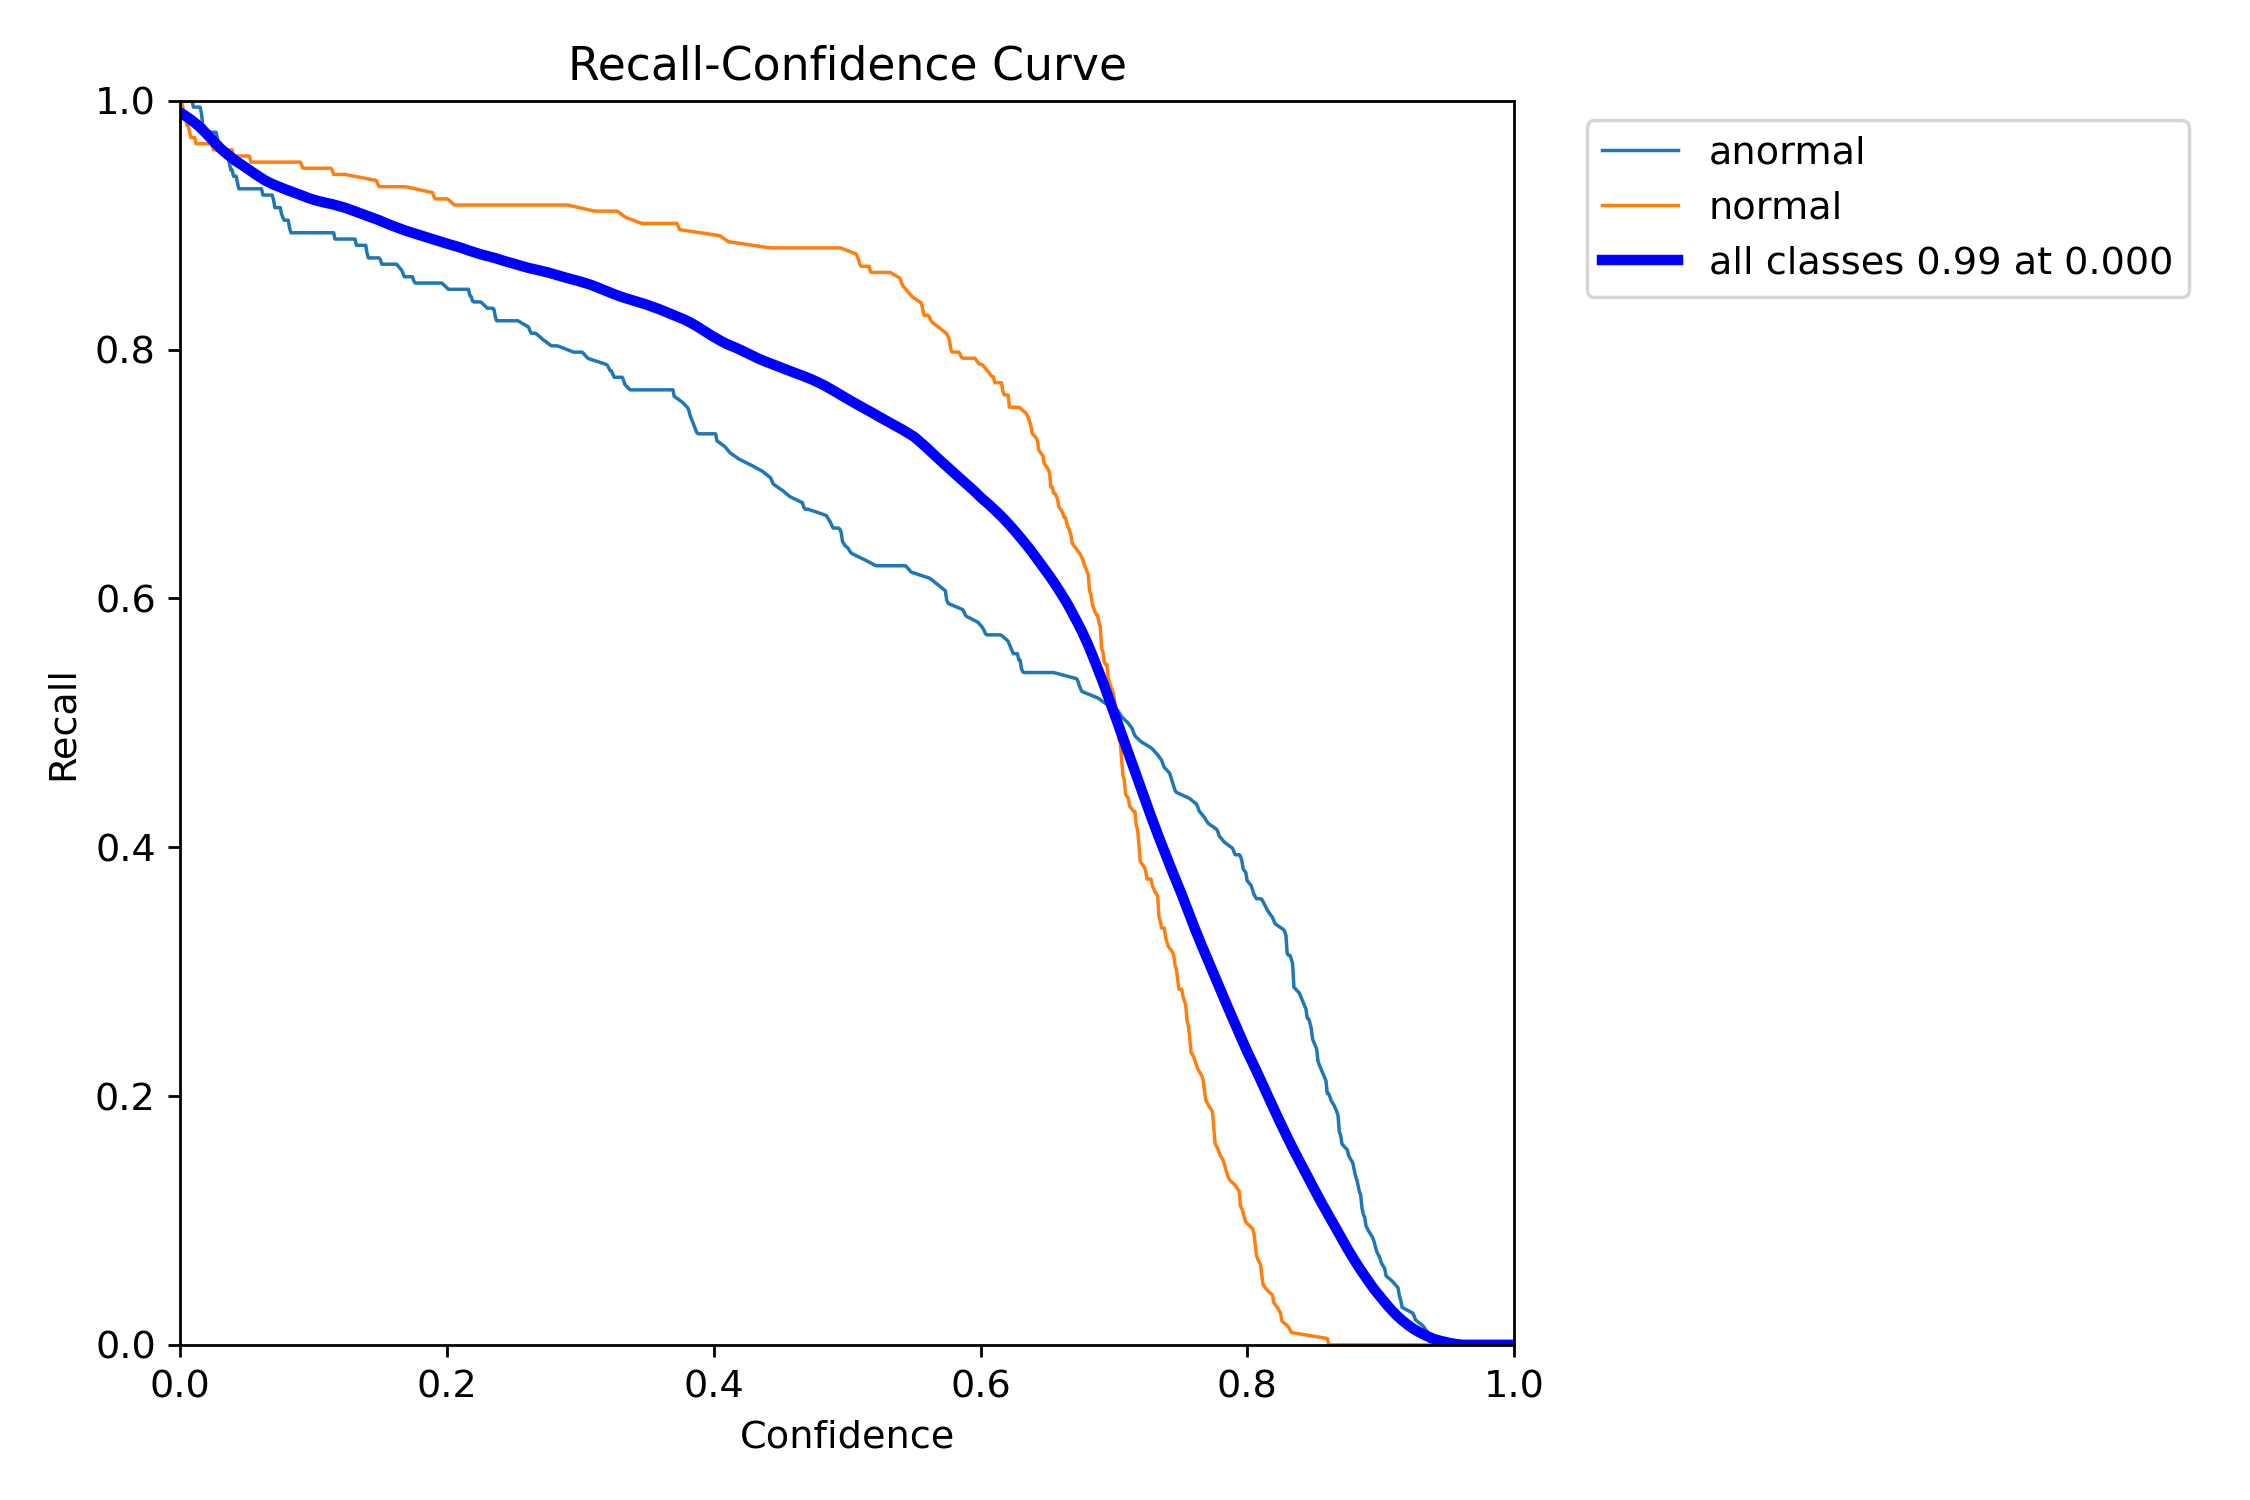 Recall-Confidence Curve
1.0
0.8
0.6
0.4
0.2
0.0
Recall
0.0 0.2 0.4 0.6 0.8 1.0
Confidence
anormal
normal
all classes 0.99 at 0.000